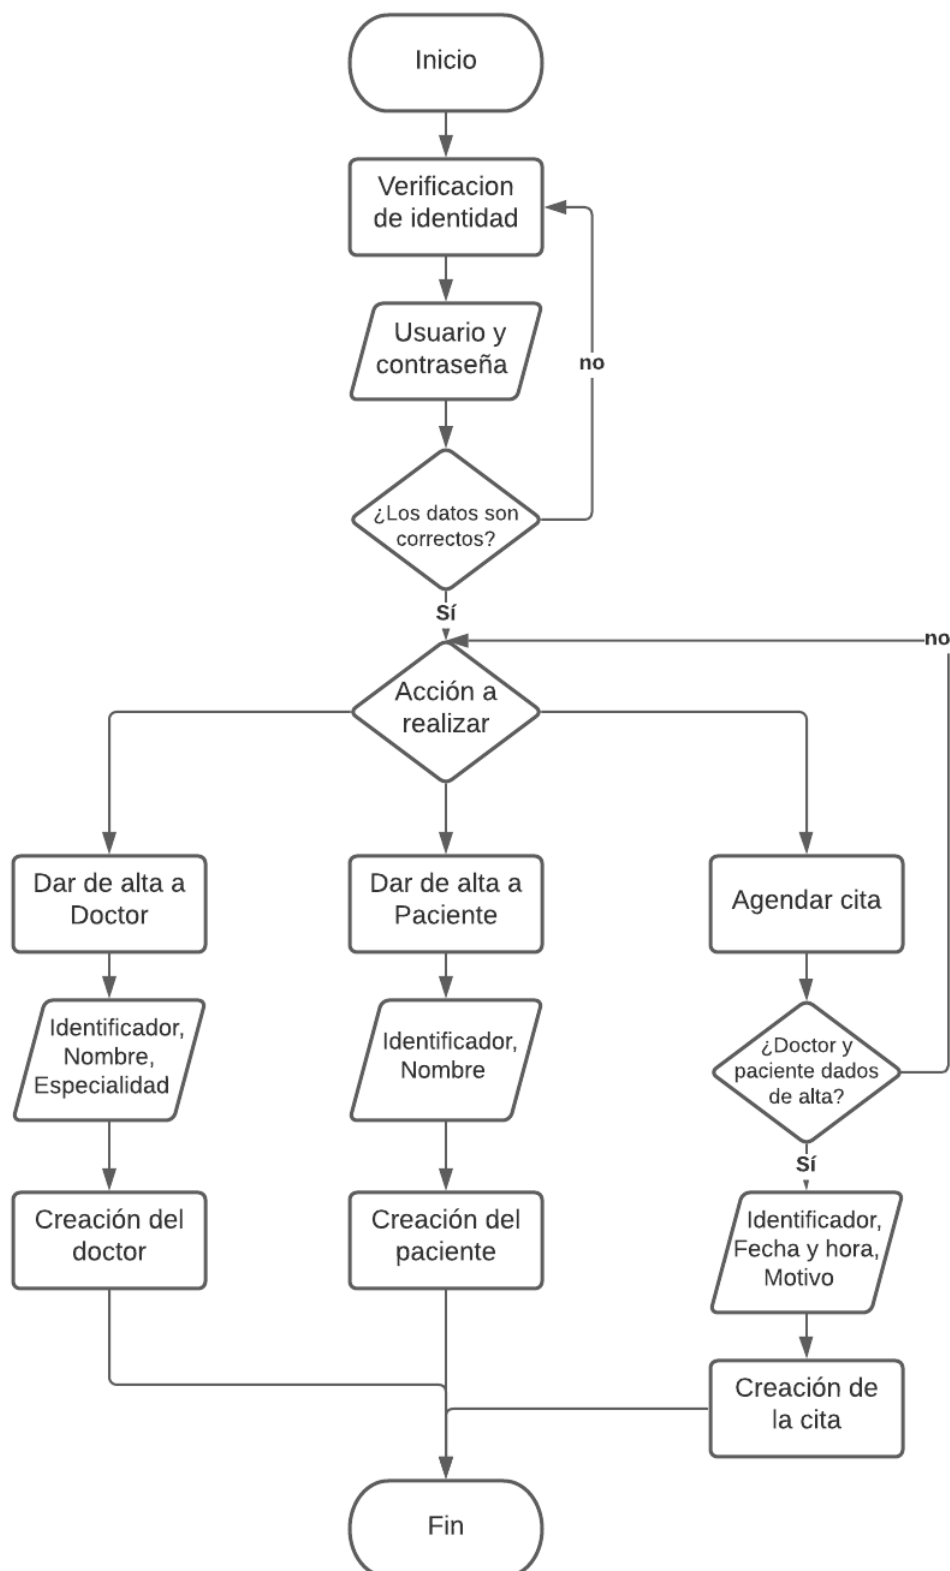 Inicio
Verificacion
de identidad
Usuario y
contraseña
no
¿Los datos son
correctos?
Sí
no
Acción a
realizar
Dar de alta a
Doctor
Dar de alta a
Paciente
Agendar cita
Identificador,
Nombre,
Especialidad
Identificador,
Nombre
¿Doctor y
paciente dados
de alta?
Sí
Creación del
doctor
Creación del
paciente
Identificador,
Fecha y hora,
Motivo
Creación de
la cita
Fin